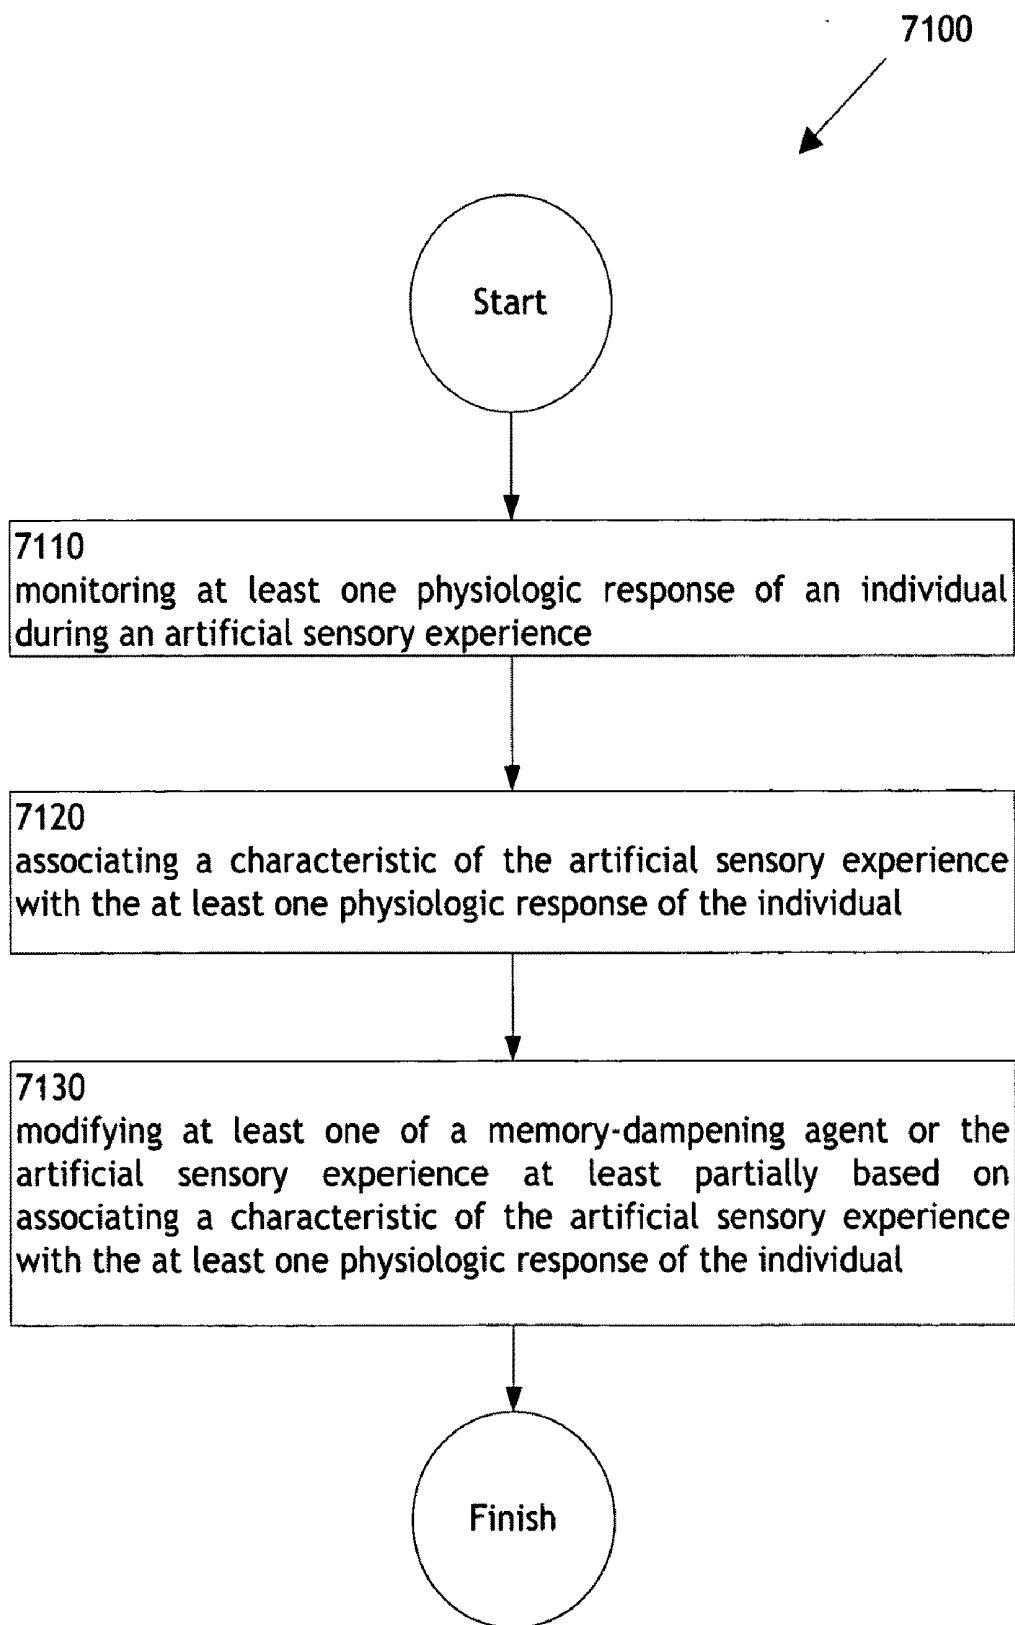 7100
Start
7110
monitoring at least one physiologic response of an individual
during an artificial sensory experience
7120
associating a characteristic of the artificial sensory experience
with the at least one physiologic response of the individual
7130
modifying at least one of a memory-dampening agent or the
artificial sensory experience at least partially based on
associating a characteristic of the artificial sensory experience
with the at least one physiologic response of the individual
Finish